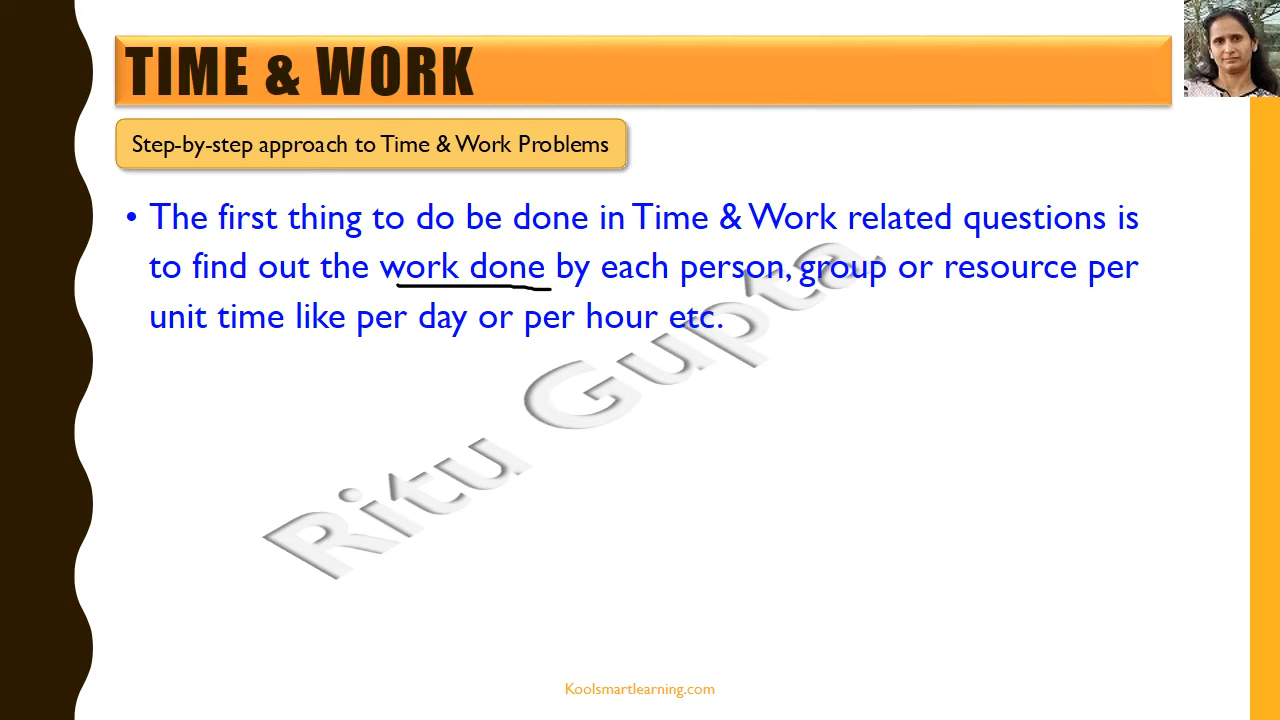 TIME & WORK
Step-by-step approach to Time & Work Problems
• The first thing to do be done in Time & Work related questions is
to find out the work done by each person, group or resource per
unit time like per day or per hour etc.
Ritu Gupta
Koolsmartlearning.com